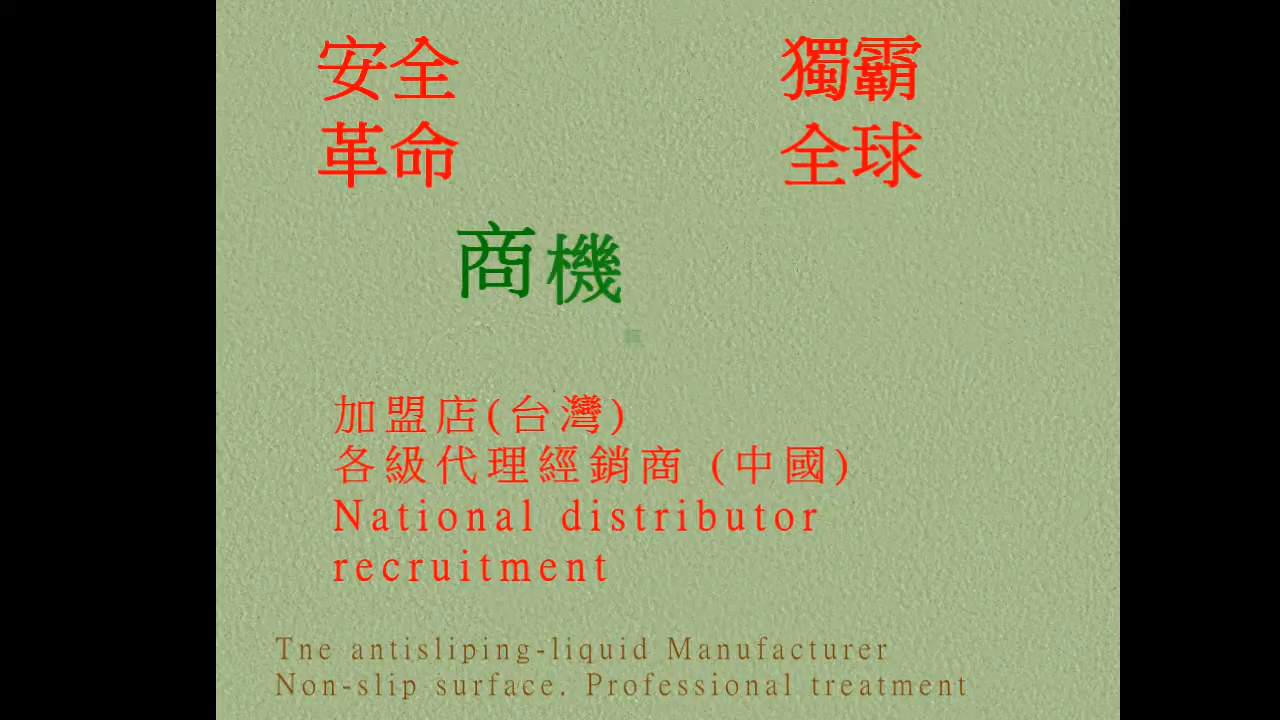 安全
革命
獨霸
全球
商機
加盟店(台灣)
各級代理經銷商 (中國)
National distributor
recruitment
Tne antisliping-liquid Manufacturer
Non-slip surface. Professional treatment